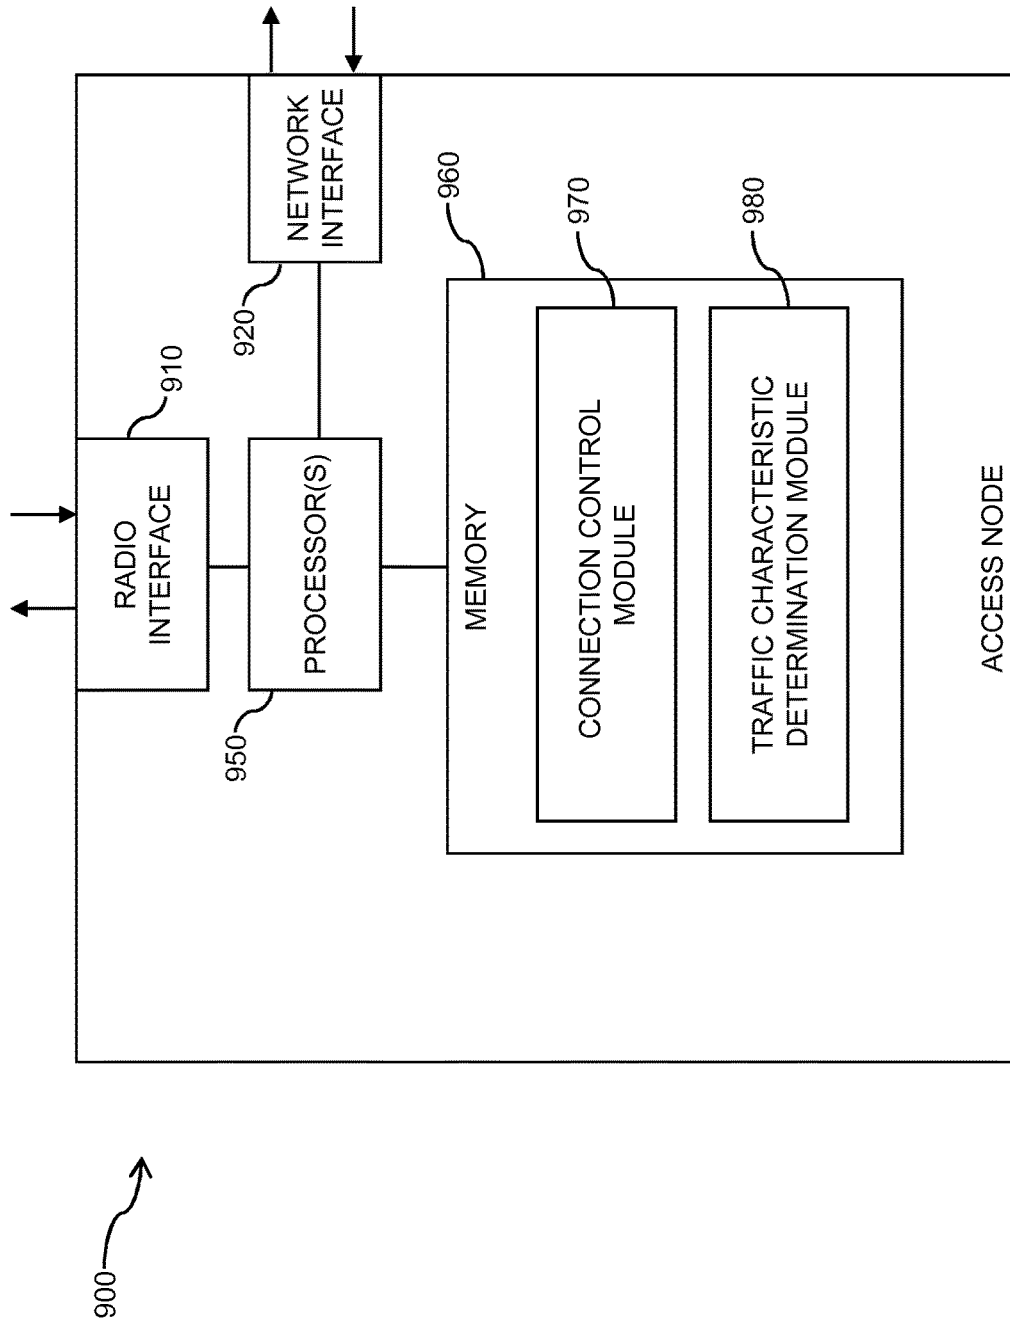 900
RADIO
INTERFACE
910
NETWORK
INTERFACE
920
PROCESSOR(S)
950
MEMORY
960
CONNECTION CONTROL
MODULE
970
TRAFFIC CHARACTERISTIC
DETERMINATION MODULE
980
ACCESS NODE